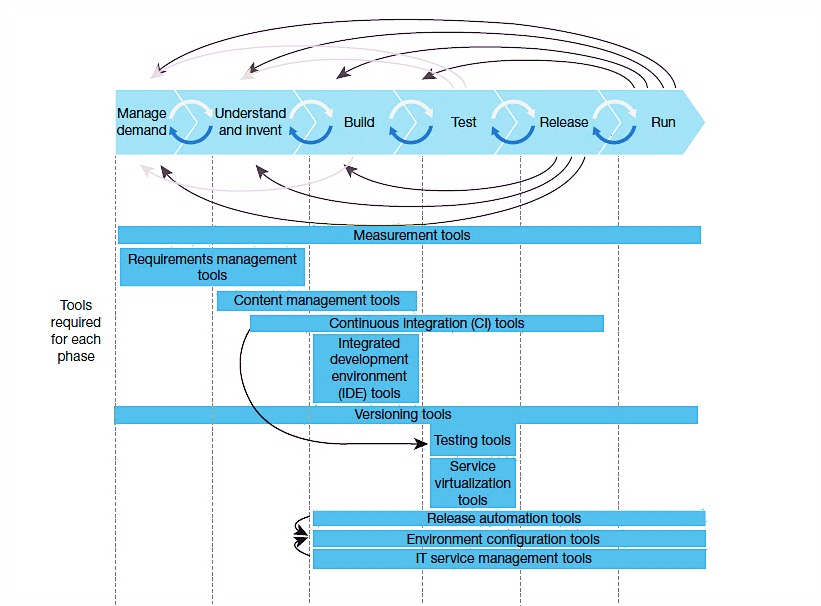 Manage
demand
Understand
and invent
Build
Test
Release
Run
Measurement tools
Requirements management
tools
Content management tools
Tools
required
for each
phase
Continuous integration (CI) tools
Integrated
development
environment
(IDE) tools
Versioning tools
Testing tools
Service
virtualization
tools
Release automation tools
Environment configuration tools
IT service management tools